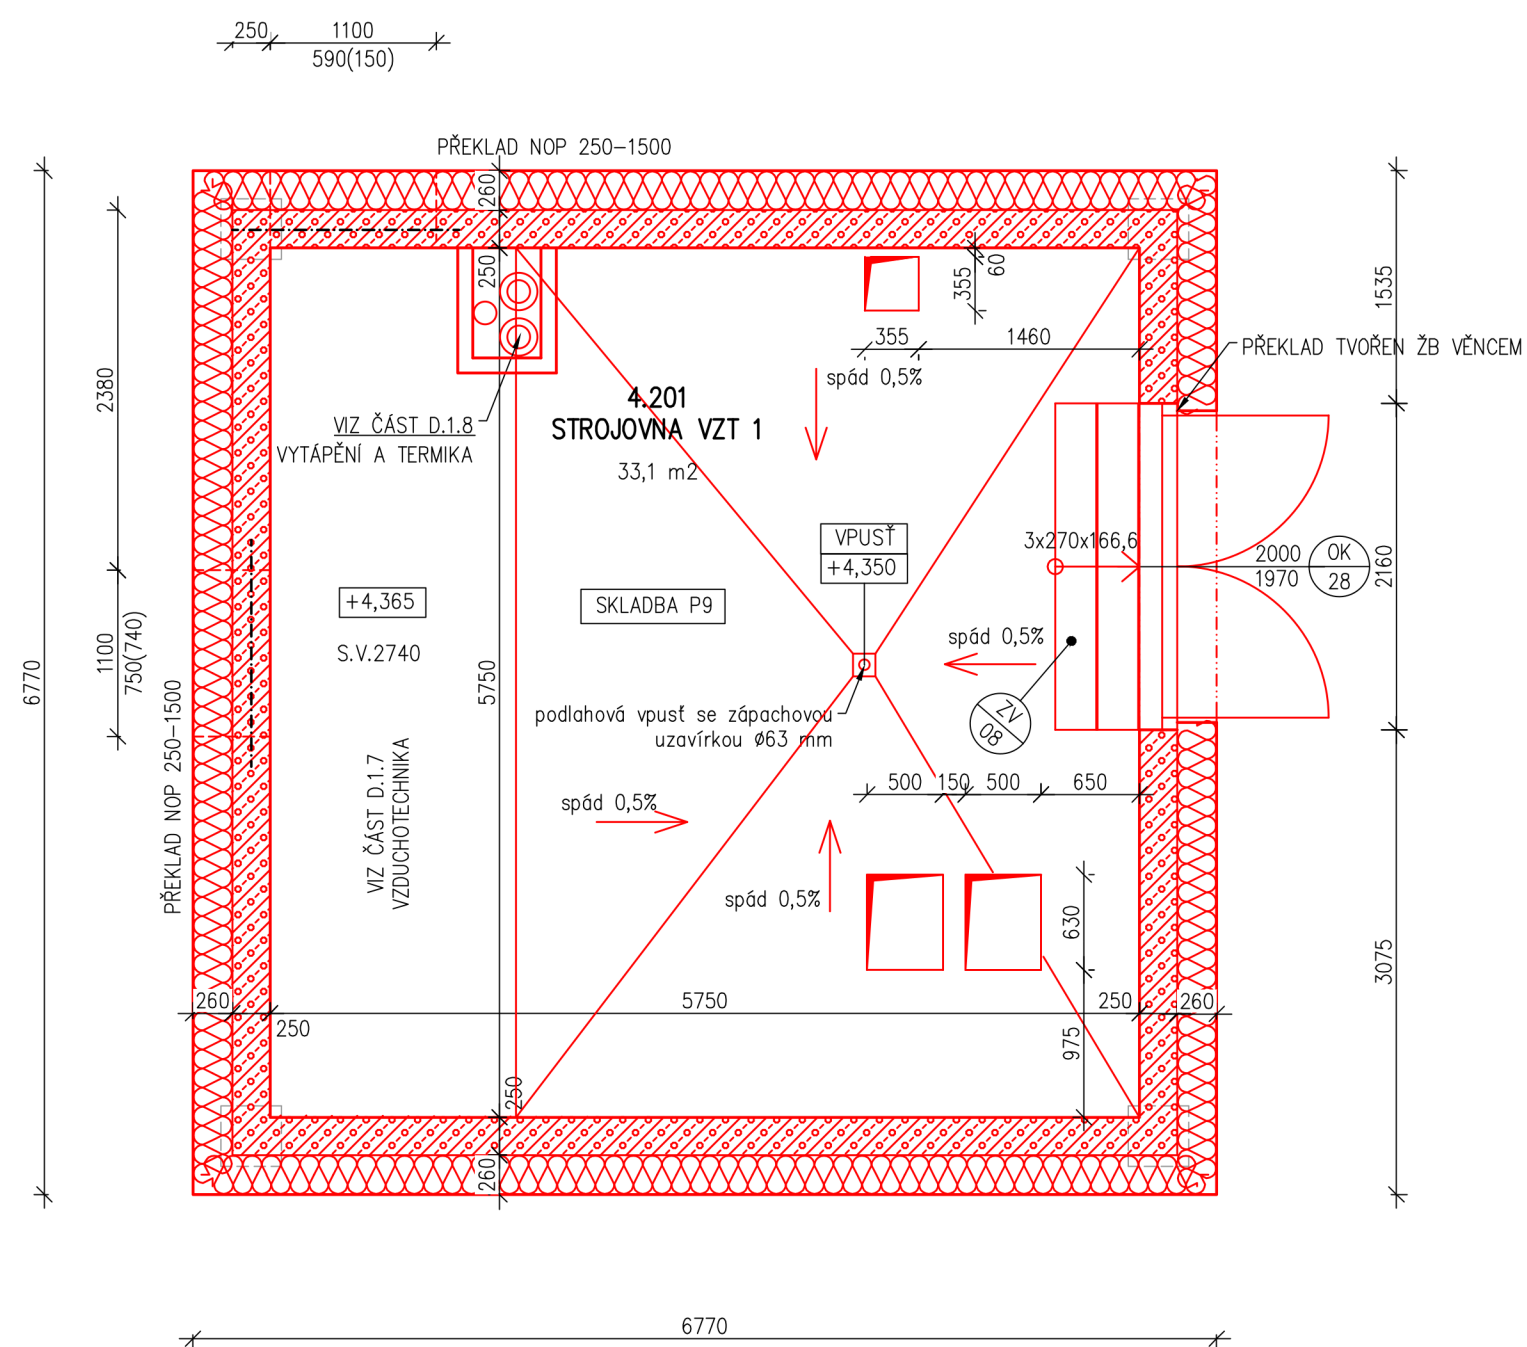 250
1100
590(150)
PŘEKLAD NOP 250-1500
260
250
355
60
1535
355
1460
PŘEKLAD TVOŘEN ŽB VĚNCEM
spád 0,5%
2380
4.201
STROJOVNA VZT 1
33,1 m2
VIZ ČÁST D.1.8
VYTÁPĚNÍ A TERMIKA
VPUSŤ
+4,350
3x270x166,6
2000
1970
OK
28
2160
+4,365
SKLADBA P9
S.V.2740
1100
750(740)
6770
5750
spád 0,5%
podlahová vpusť se zápachovou
uzavírkou Ø63 mm
ZV
08
PŘEKLAD NOP 250-1500
VIZ ČÁST D.1.7
VZDUCHOTECHNIKA
500
150
500
650
spád 0,5%
spád 0,5%
630
3075
260
250
5750
250
260
975
250
260
6770